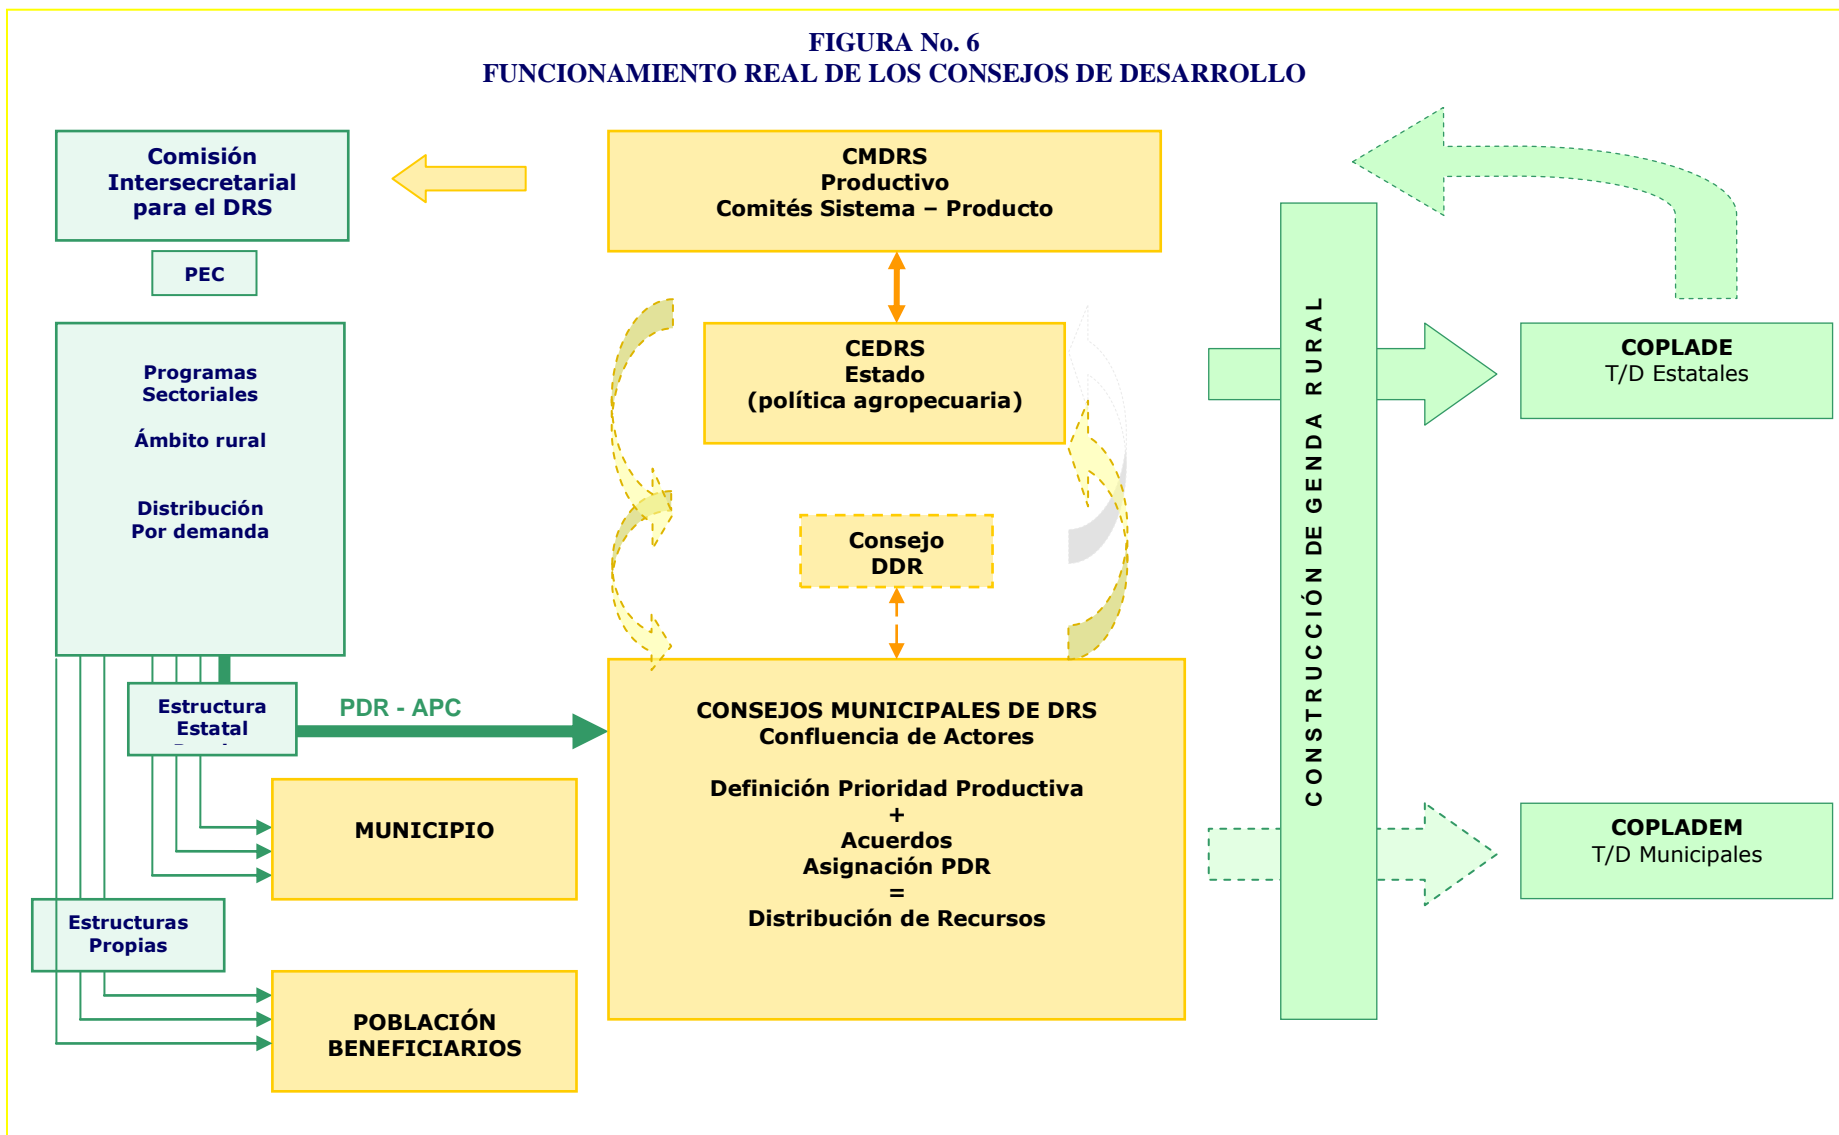 FIGURA No. 6
FUNCIONAMIENTO REAL DE LOS CONSEJOS DE DESARROLLO
Comisión
Intersecretarial
para el DRS
PEC
Programas
Sectoriales
Ámbito rural
Distribución
Por demanda
Estructura
Estatal
PDR - APC
MUNICIPIO
Estructuras
Propias
POBLACIÓN
BENEFICIARIOS
CMDRS
Productivo
Comités Sistema – Producto
CEDRS
Estado
(política agropecuaria)
Consejo
DDR
CONSEJOS MUNICIPALES DE DRS
Confluencia de Actores
Definición Prioridad Productiva
+
Acuerdos
Asignación PDR
=
Distribución de Recursos
CONSTRUCCIÓN DE GENDA RURAL
COPLADE
T/D Estatales
COPLADEM
T/D Municipales